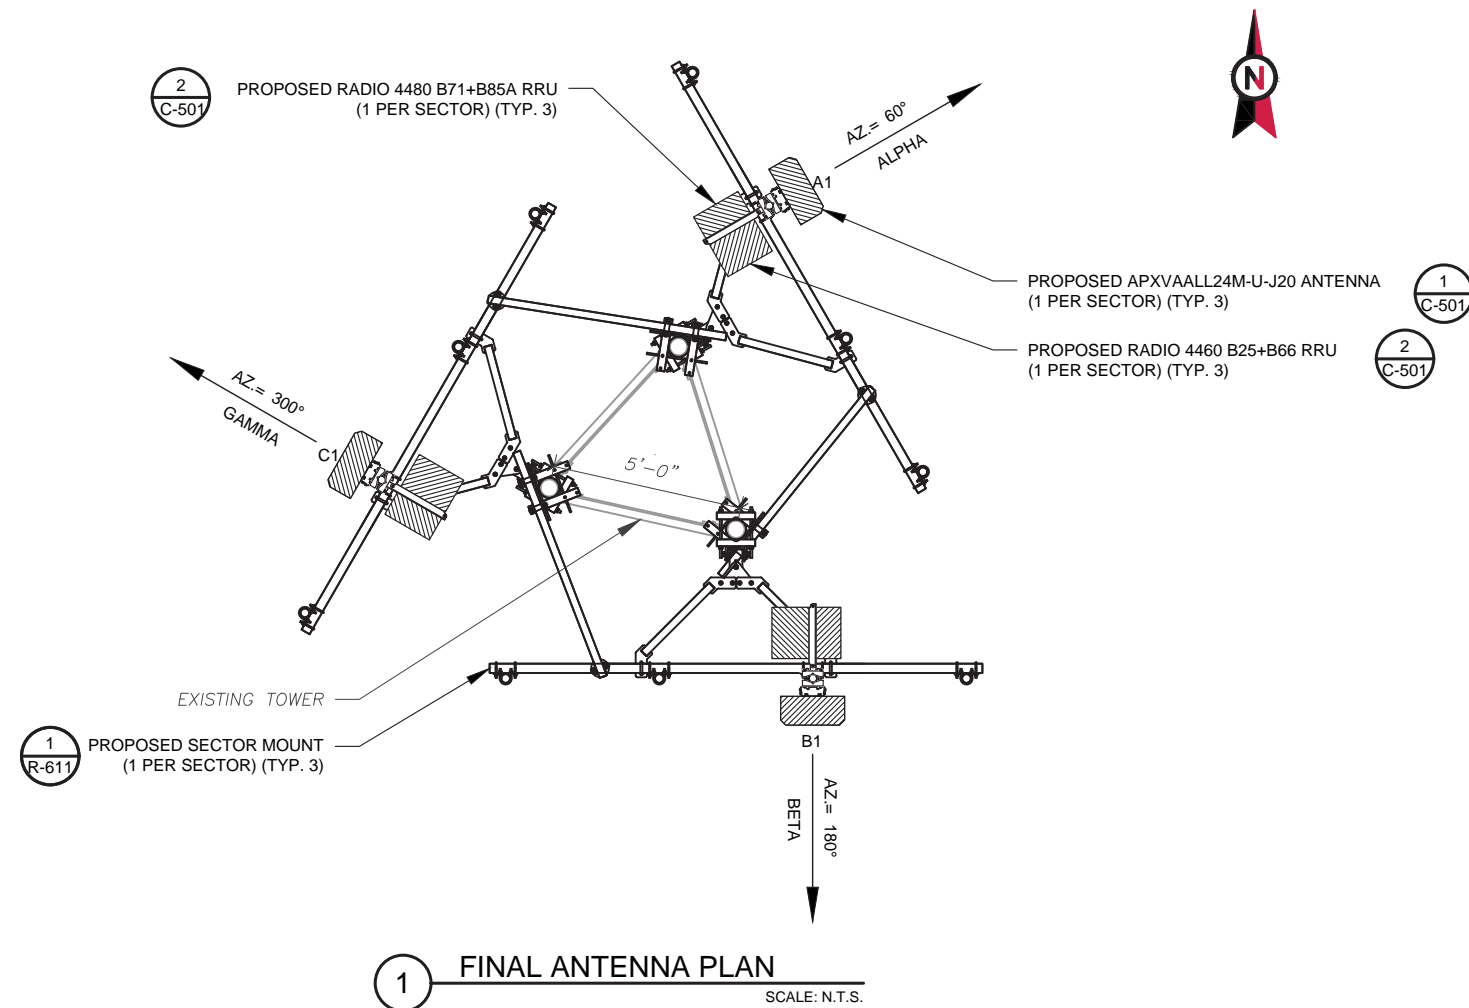 2
C-501
PROPOSED RADIO 4480 B71+B85A RRU
(1 PER SECTOR) (TYP. 3)
N
AZ.= 60°
ALPHA
A1
PROPOSED APXVAALL24M-U-J20 ANTENNA
(1 PER SECTOR) (TYP. 3)
1
C-501
PROPOSED RADIO 4460 B25+B66 RRU
(1 PER SECTOR) (TYP. 3)
2
C-501
AZ.= 300°
GAMMA
C1
5'-0"
EXISTING TOWER
1
R-611
PROPOSED SECTOR MOUNT
(1 PER SECTOR) (TYP. 3)
B1
AZ.= 180°
BETA
1
FINAL ANTENNA PLAN
SCALE: N.T.S.